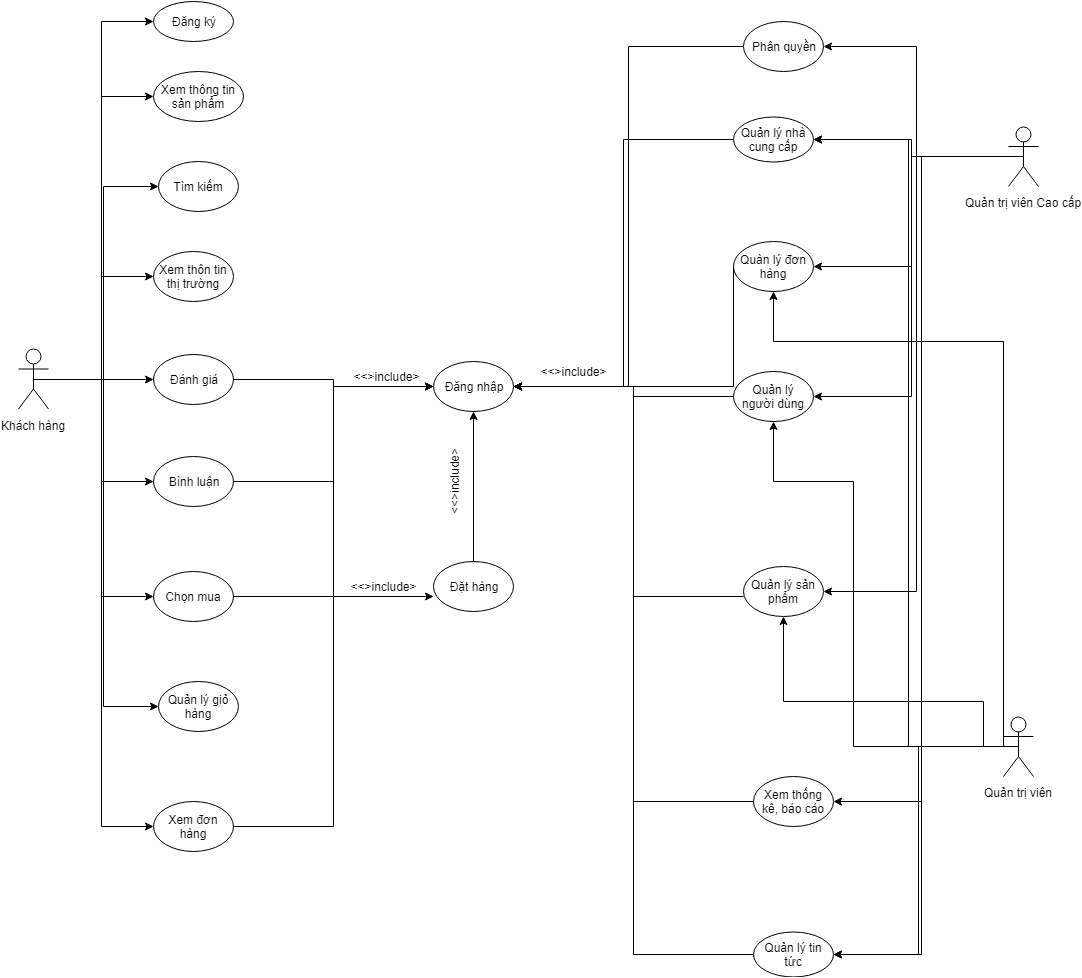 Đăng ký
Xem thông tin
sản phẩm
Tìm kiếm
Xem thôn tin
thị trường
Khách hàng
Đánh giá
Bình luận
Chọn mua
Quản lý giỏ
hàng
Xem đơn
hàng
<<>include>
Đăng nhập
<<>include>
<<>include>
<<>include>
Đặt hàng
Phân quyền
Quản lý nhà
cung cấp
Quản lý đơn
hàng
Quản lý
người dùng
Quản lý sản
phẩm
Xem thống
kê, báo cáo
Quản lý tin
tức
Quản trị viên Cao cấp
Quản trị viên